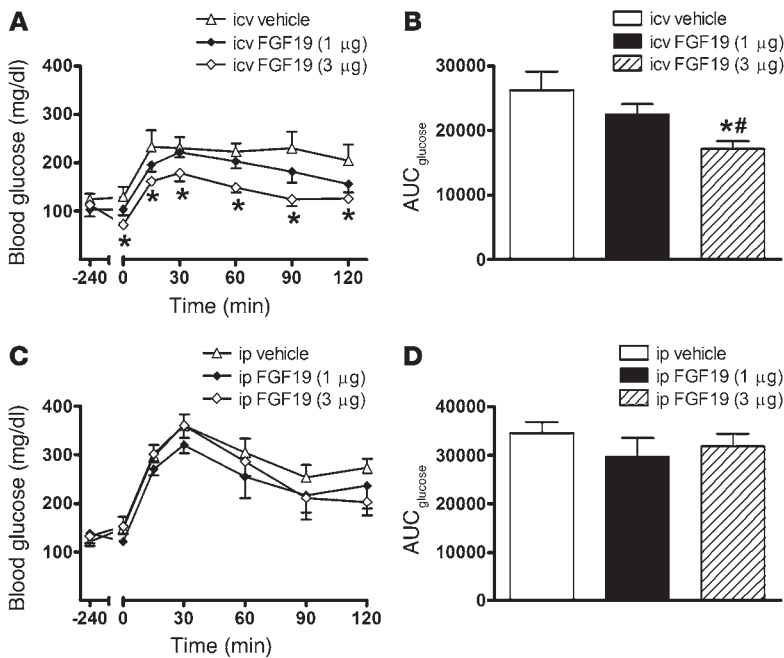 A
icv vehicle
icv FGF19 (1 µg)
icv FGF19 (3 µg)
Blood glucose (mg/dl)
400
300
200
100
* * * * * *
-240 0 30 60 90 120
Time (min)
B
icv vehicle
icv FGF19 (1 µg)
icv FGF19 (3 µg)
AUCglucose
30000
20000
10000
0
*#
C
ip vehicle
ip FGF19 (1 µg)
ip FGF19 (3 µg)
Blood glucose (mg/dl)
400
300
200
100
-240 0 30 60 90 120
Time (min)
D
ip vehicle
ip FGF19 (1 µg)
ip FGF19 (3 µg)
AUCglucose
40000
30000
20000
10000
0